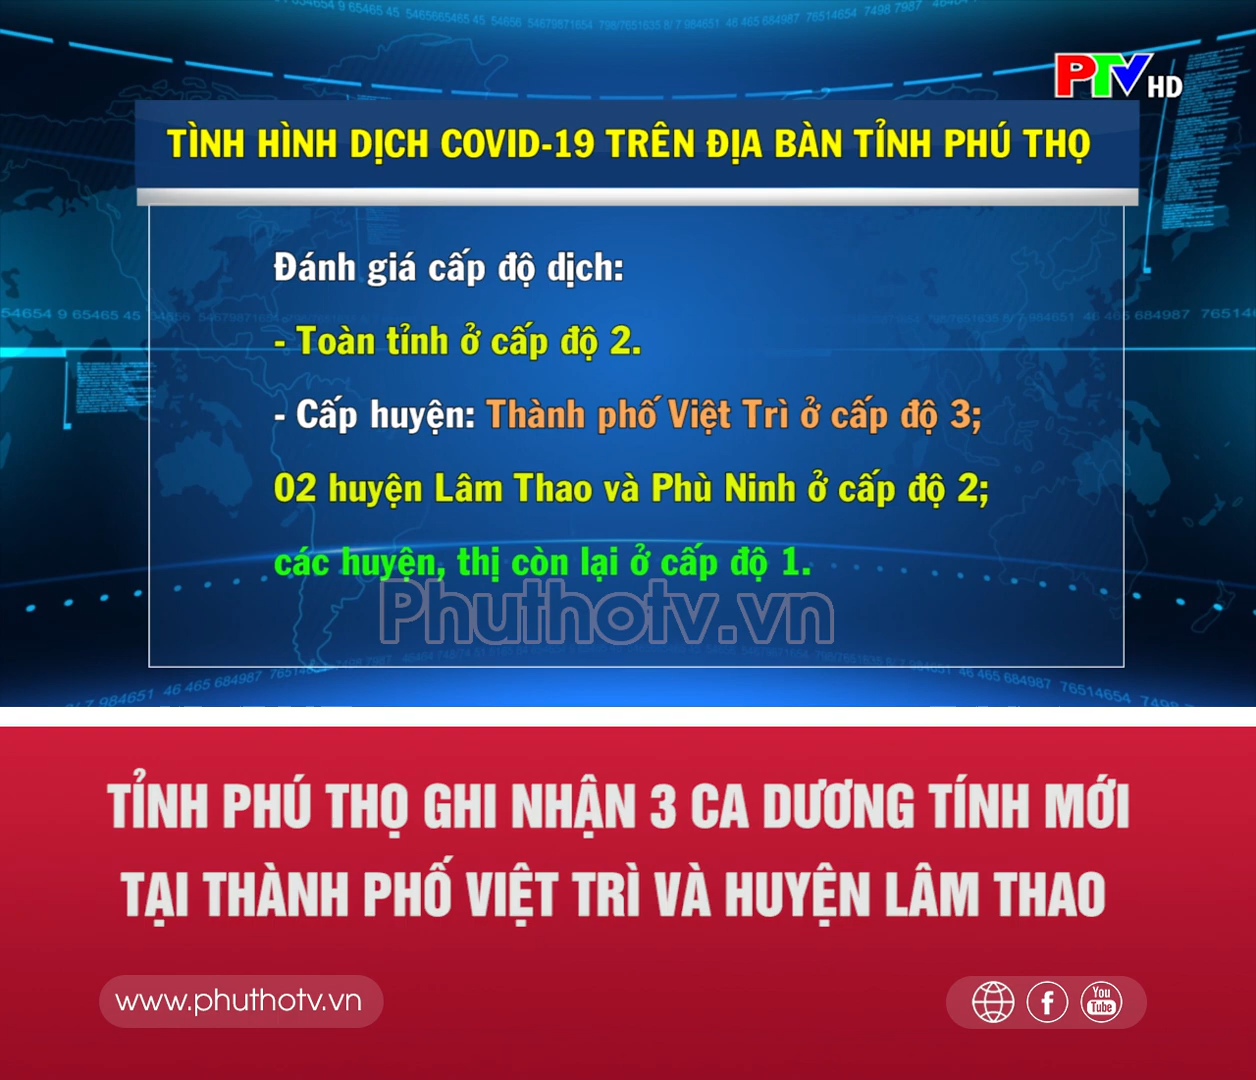 PTV HD
TÌNH HÌNH DỊCH COVID-19 TRÊN ĐỊA BÀN TỈNH PHÚ THỌ
Đánh giá cấp độ dịch:
- Toàn tỉnh ở cấp độ 2.
- Cấp huyện: Thành phố Việt Trì ở cấp độ 3;
02 huyện Lâm Thao và Phù Ninh ở cấp độ 2;
các huyện, thị còn lại ở cấp độ 1.
Phuthotv.vn
TỈNH PHÚ THỌ GHI NHẬN 3 CA DƯƠNG TÍNH MỚI
TẠI THÀNH PHỐ VIỆT TRÌ VÀ HUYỆN LÂM THAO
www.phuthotv.vn
You
Tube